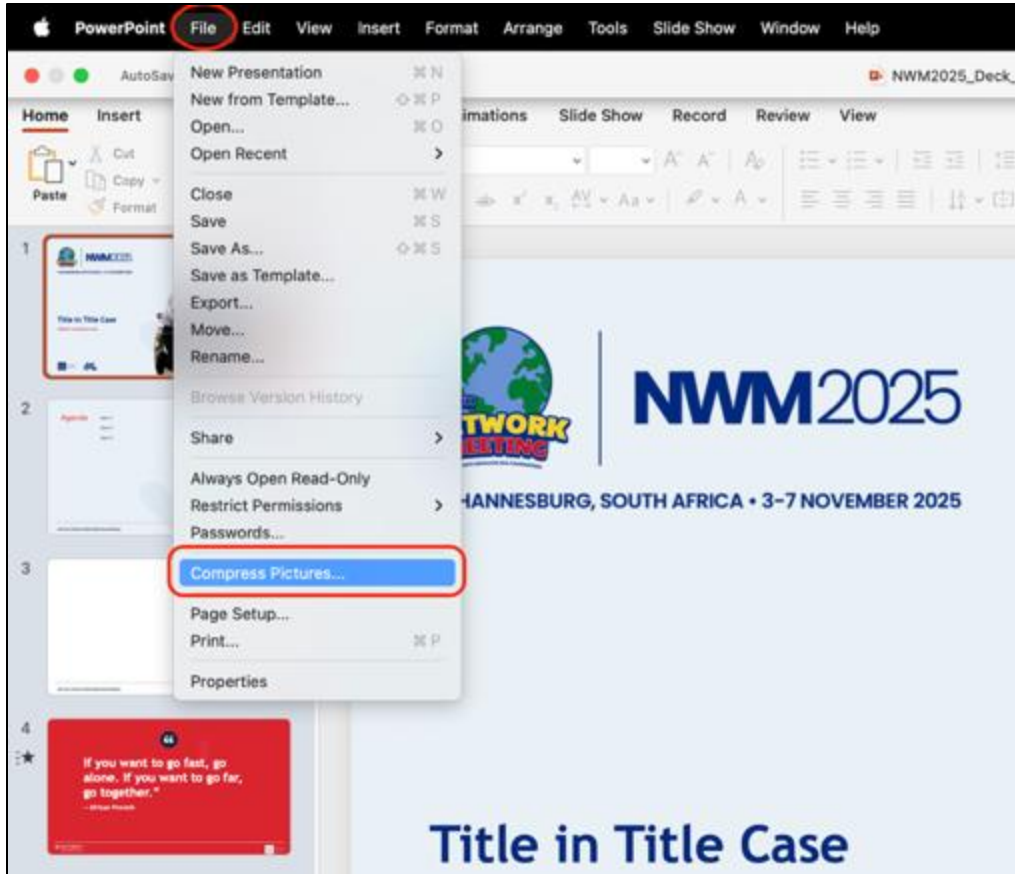 PowerPoint File Edit View Insert Format Arrange Tools Slide Show Window Help
AutoSav NWM2025_Deck_
Home Insert imations Slide Show Record Review View
Cut
Copy
Paste
Format
New Presentation ⌘ N
New from Template... ⇧ ⌘ P
Open... ⌘ O
Open Recent >
Close ⌘ W
Save ⌘ S
Save As... ⇧ ⌘ S
Save as Template...
Export...
Move...
Rename...
Browse Version History
Share >
Always Open Read-Only
Restrict Permissions >
Passwords...
Compress Pictures...
Page Setup...
Print... ⌘ P
Properties
1
NWM2025
Title in Title Case
2
Agenda
3
4
If you want to go fast, go
alone. If you want to go far,
go together."
– African Proverb
TWORK
EETING
NWM2025
HANNESBURG, SOUTH AFRICA • 3–7 NOVEMBER 2025
Title in Title Case